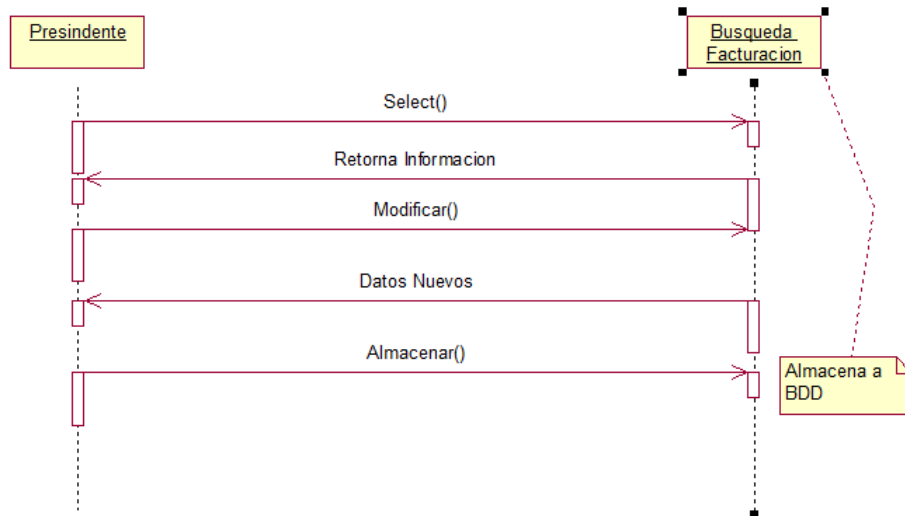 Presindente
Busqueda
Facturacion
Select()
Retorna Informacion
Modificar()
Datos Nuevos
Almacenar()
Almacena a
BDD